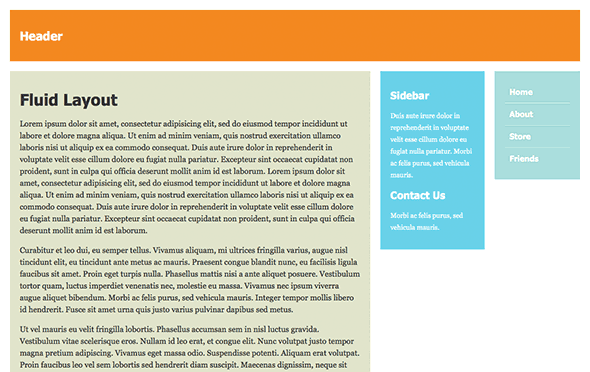 Header
Fluid Layout
Lorem ipsum dolor sit amet, consectetur adipisicing elit, sed do eiusmod tempor incididunt ut
labore et dolore magna aliqua. Ut enim ad minim veniam, quis nostrud exercitation ullamco
laboris nisi ut aliquip ex ea commodo consequat. Duis aute irure dolor in reprehenderit in
voluptate velit esse cillum dolore eu fugiat nulla pariatur. Excepteur sint occaecat cupidatat non
proident, sunt in culpa qui officia deserunt mollit anim id est laborum. Lorem ipsum dolor sit
amet, consectetur adipisicing elit, sed do eiusmod tempor incididunt ut labore et dolore magna
aliqua. Ut enim ad minim veniam, quis nostrud exercitation ullamco laboris nisi ut aliquip ex ea
commodo consequat. Duis aute irure dolor in reprehenderit in voluptate velit esse cillum dolore
eu fugiat nulla pariatur. Excepteur sint occaecat cupidatat non proident, sunt in culpa qui officia
deserunt mollit anim id est laborum.
Curabitur et leo dui, eu semper tellus. Vivamus aliquam, mi ultrices fringilla varius, augue nisl
tincidunt elit, eu tincidunt ante metus ac mauris. Praesent congue blandit nunc, eu facilisis ligula
faucibus sit amet. Proin eget turpis nulla. Phasellus mattis nisi a ante aliquet posuere. Vestibulum
tortor quam, luctus imperdiet venenatis nec, molestie eu massa. Vivamus nec ipsum viverra
augue aliquet bibendum. Morbi ac felis purus, sed vehicula mauris. Integer tempor mollis libero
id hendrerit. Fusce sit amet urna quis justo varius pulvinar dapibus sed metus.
Ut vel mauris eu velit fringilla lobortis. Phasellus accumsan sem in nisl luctus gravida.
Vestibulum vitae scelerisque eros. Nullam id leo erat, et congue elit. Nunc volutpat justo tempor
magna pretium adipiscing. Vivamus eget massa odio. Suspendisse potenti. Aliquam erat volutpat.
Proin faucibus leo vel sem lobortis sed hendrerit diam suscipit. Maecenas dignissim, neque sit
Sidebar
Duis aute irure dolor in
reprehenderit in voluptate
velit esse cillum dolore eu
fugiat nulla pariatur. Morbi
ac felis purus, sed vehicula
mauris.
Contact Us
Morbi ac felis purus, sed
vehicula mauris.
Home
About
Store
Friends